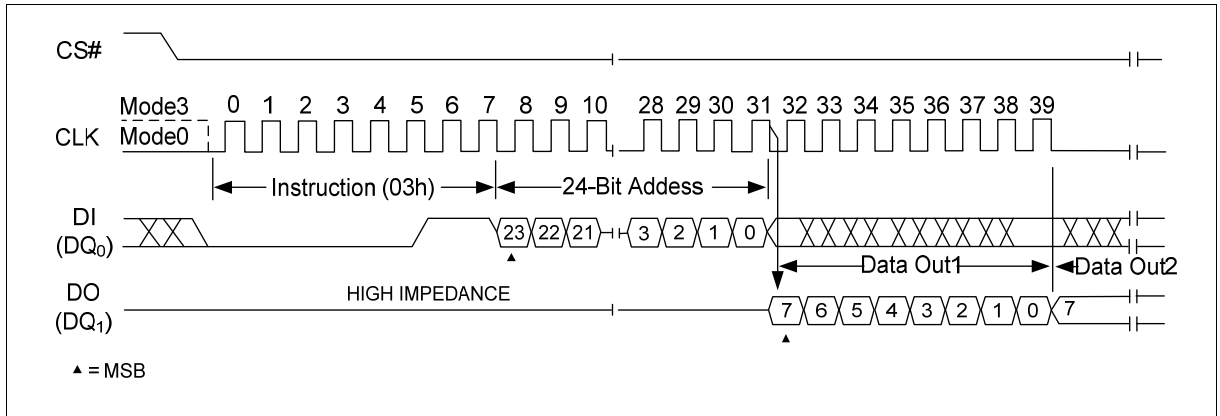 CS#
Mode3 0 1 2 3 4 5 6 7 8 9 10 28 29 30 31 32 33 34 35 36 37 38 39
CLK Mode0
Instruction (03h) 24-Bit Addess
DI
(DQ0) 23 22 21 3 2 1 0
Data Out1 Data Out2
DO HIGH IMPEDANCE
(DQ1) 7 6 5 4 3 2 1 0 7
▲ = MSB